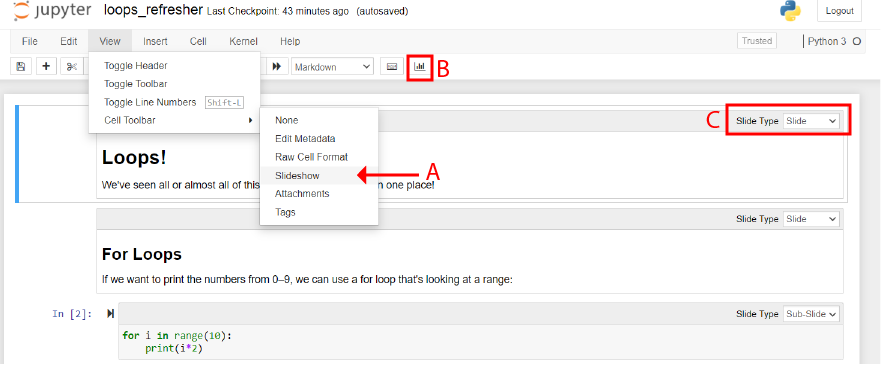 jupyter loops_refresher Last Checkpoint: 43 minutes ago (autosaved) Logout
File Edit View Insert Cell Kernel Help Trusted Python 3
Markdown B
Toggle Header
Toggle Toolbar
Toggle Line Numbers Shift-L
Cell Toolbar
None
Edit Metadata
Raw Cell Format
Slideshow A
Attachments
Tags
C Slide Type Slide
Loops!
We've seen all or almost all of this n one place!
Slide Type Slide
For Loops
If we want to print the numbers from 0–9, we can use a for loop that's looking at a range:
In [2]: Slide Type Sub-Slide
for i in range(10):
print(i*2)